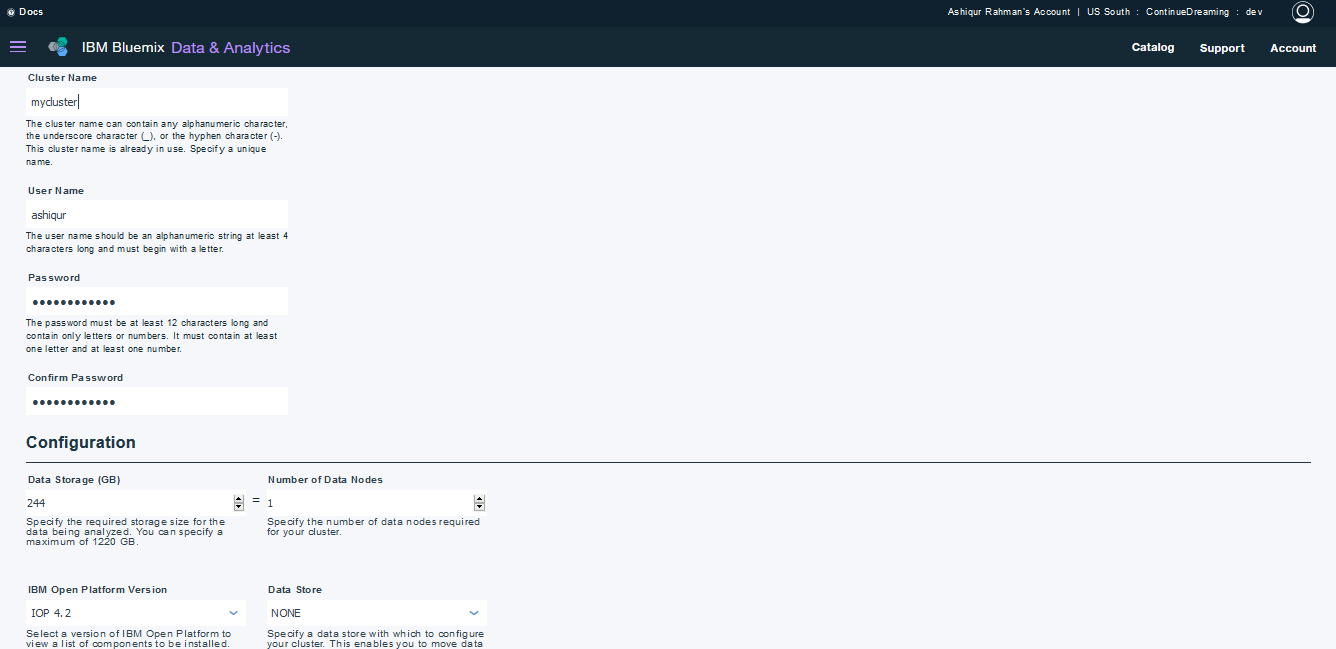 Docs
Ashiqur Rahman's Account | US South : ContinueDreaming : dev
IBM Bluemix Data & Analytics
Catalog Support Account
Cluster Name
mycluster
The cluster name can contain any alphanumeric character,
the underscore character (_), or the hyphen character (-).
This cluster name is already in use. Specify a unique
name.
User Name
ashiqur
The user name should be an alphanumeric string at least 4
characters long and must begin with a letter.
Password
••••••••••••
The password must be at least 12 characters long and
contain only letters or numbers. It must contain at least
one letter and at least one number.
Confirm Password
••••••••••••
Configuration
Data Storage (GB)
244
Specify the required storage size for the
data being analyzed. You can specify a
maximum of 1220 GB.
=
Number of Data Nodes
1
Specify the number of data nodes required
for your cluster.
IBM Open Platform Version
IOP 4.2
Select a version of IBM Open Platform to
view a list of components to be installed.
Data Store
NONE
Specify a data store with which to configure
your cluster. This enables you to move data